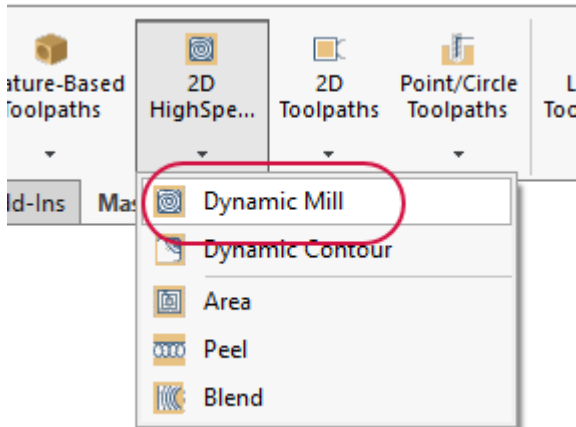 ature-Based
Toolpaths
2D
HighSpe...
2D
Toolpaths
Point/Circle
Toolpaths
L
Too
ld-Ins
Mas
Dynamic Mill
Dynamic Contour
Area
Peel
Blend